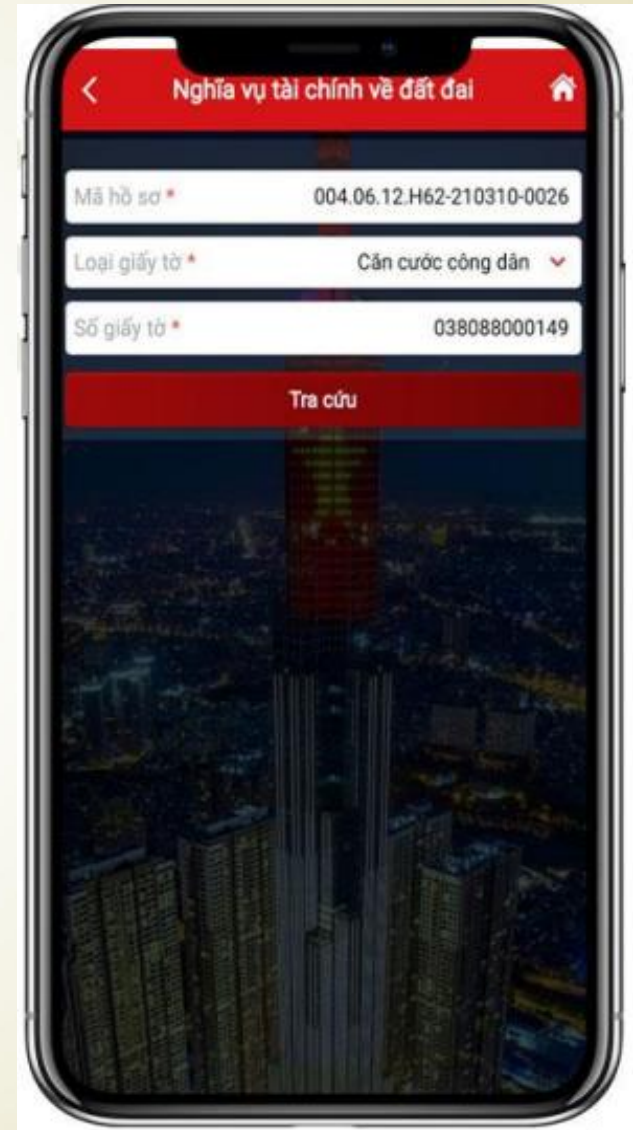 Nghĩa vụ tài chính về đất đai
Mã hồ sơ * 004.06.12.H62-210310-0026
Loại giấy tờ * Căn cước công dân
Số giấy tờ * 038088000149
Tra cứu